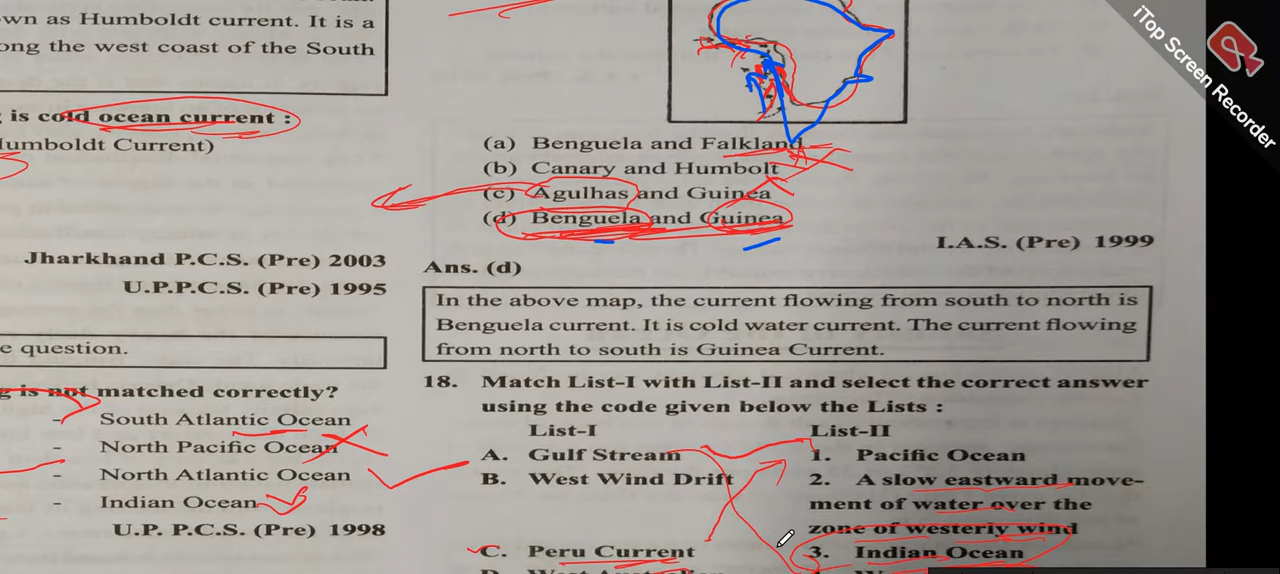 wn as Humboldt current. It is a
ong the west coast of the South
is cold ocean current :
Humboldt Current)
Jharkhand P.C.S. (Pre) 2003
U.P.P.C.S. (Pre) 1995
e question.
g is not matched correctly?
- South Atlantic Ocean
- North Pacific Ocean
- North Atlantic Ocean
- Indian Ocean
U.P. P.C.S. (Pre) 1998
(a) Benguela and Falkland
(b) Canary and Humbolt
(c) Agulhas and Guinea
(d) Benguela and Guinea
I.A.S. (Pre) 1999
Ans. (d)
In the above map, the current flowing from south to north is
Benguela current. It is cold water current. The current flowing
from north to south is Guinea Current.
18. Match List-I with List-II and select the correct answer
using the code given below the Lists :
List-I List-II
A. Gulf Stream 1. Pacific Ocean
B. West Wind Drift 2. A slow eastward move-
ment of water over the
zone of westerly wind
C. Peru Current 3. Indian Ocean
iTop Screen Recorder